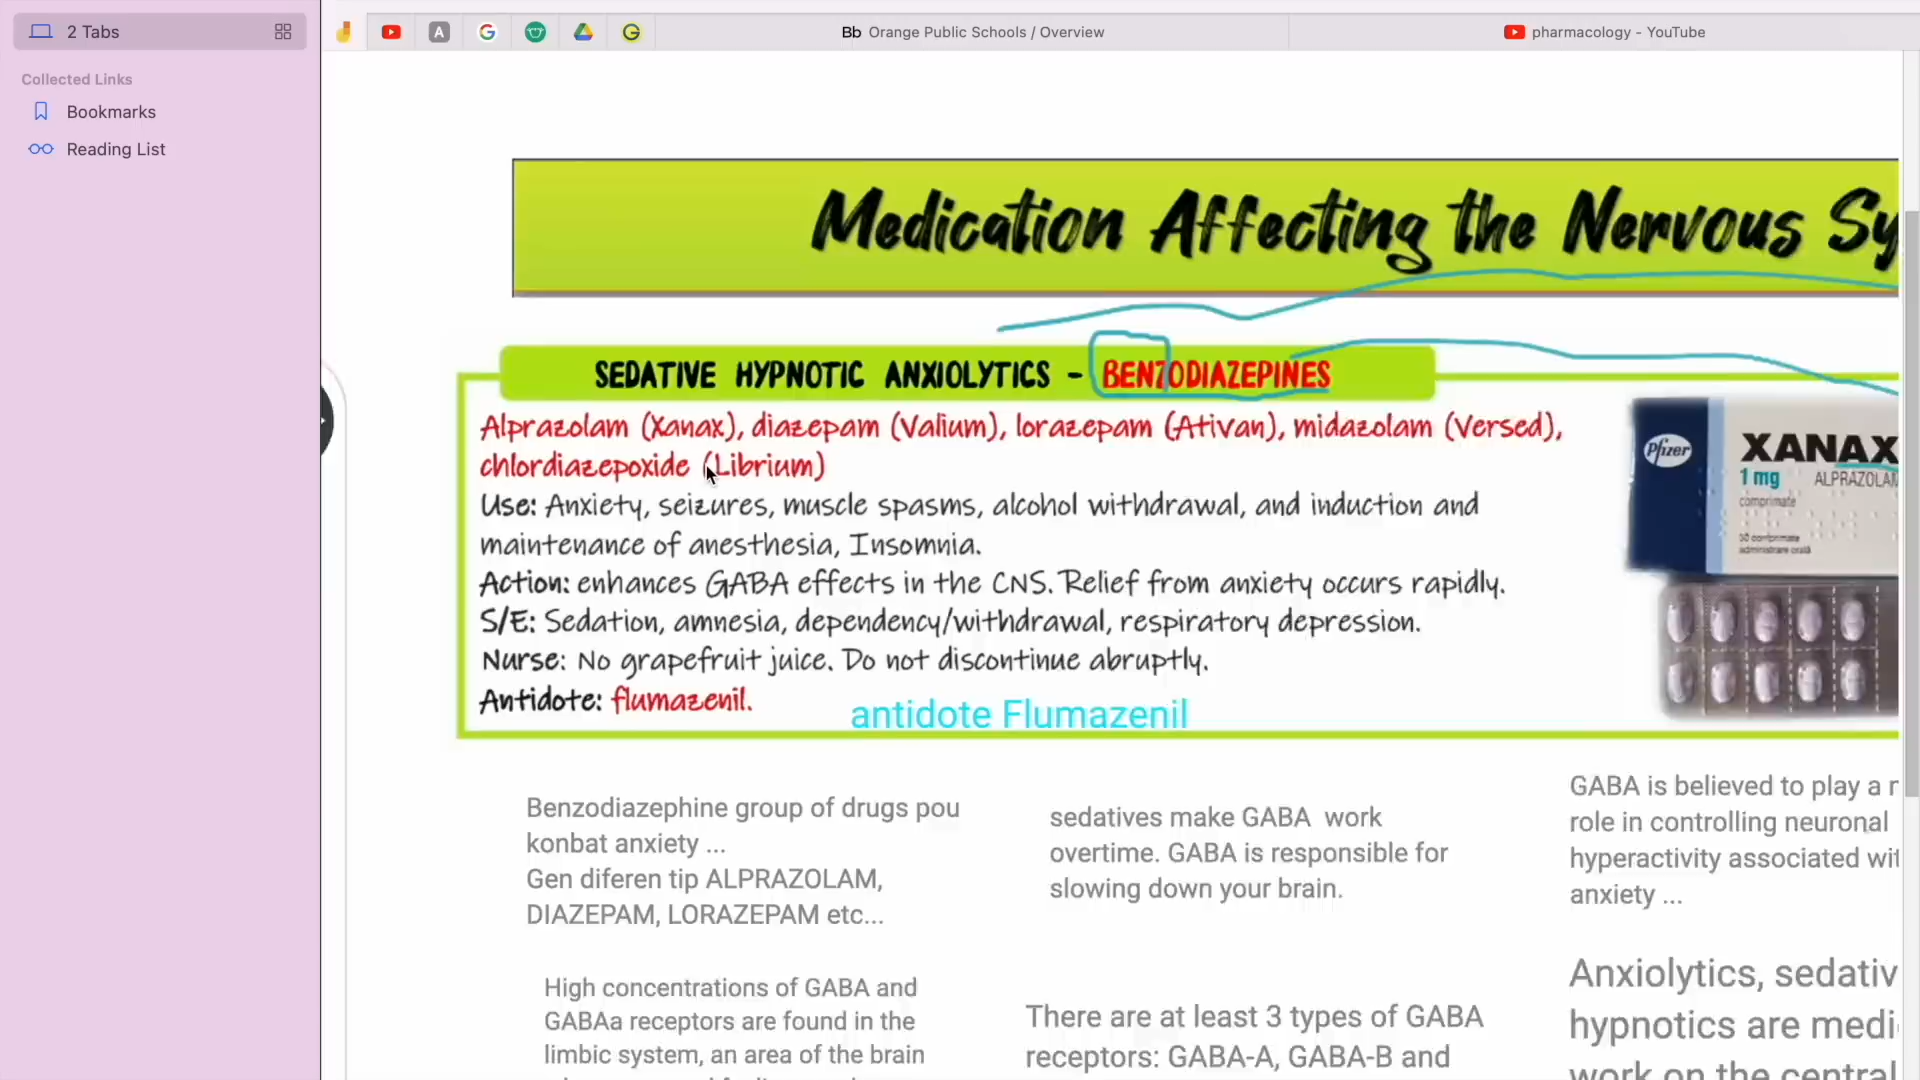 2 Tabs
Collected Links
Bookmarks
Reading List
A
G
G
Bb Orange Public Schools / Overview
pharmacology - YouTube
Medication Affecting the Nervous Sy
SEDATIVE HYPNOTIC ANXIOLYTICS - BENZODIAZEPINES
Alprazolam (Xanax), diazepam (Valium), lorazepam (Ativan), midazolam (Versed),
chlordiazepoxide (Librium)
Use: Anxiety, seizures, muscle spasms, alcohol withdrawal, and induction and
maintenance of anesthesia, Insomnia.
Action: enhances GABA effects in the CNS. Relief from anxiety occurs rapidly.
S/E: Sedation, amnesia, dependency/withdrawal, respiratory depression.
Nurse: No grapefruit juice. Do not discontinue abruptly.
Antidote: flumazenil.
antidote Flumazenil
Pfizer
XANAX
1 mg
ALPRAZOLAM
comprimate
administrare orală
Benzodiazephine group of drugs pou
konbat anxiety ...
Gen diferen tip ALPRAZOLAM,
DIAZEPAM, LORAZEPAM etc...
sedatives make GABA work
overtime. GABA is responsible for
slowing down your brain.
GABA is believed to play a r
role in controlling neuronal
hyperactivity associated wit
anxiety ...
High concentrations of GABA and
GABAa receptors are found in the
limbic system, an area of the brain
There are at least 3 types of GABA
receptors: GABA-A, GABA-B and
Anxiolytics, sedativ
hypnotics are medi
work on the central